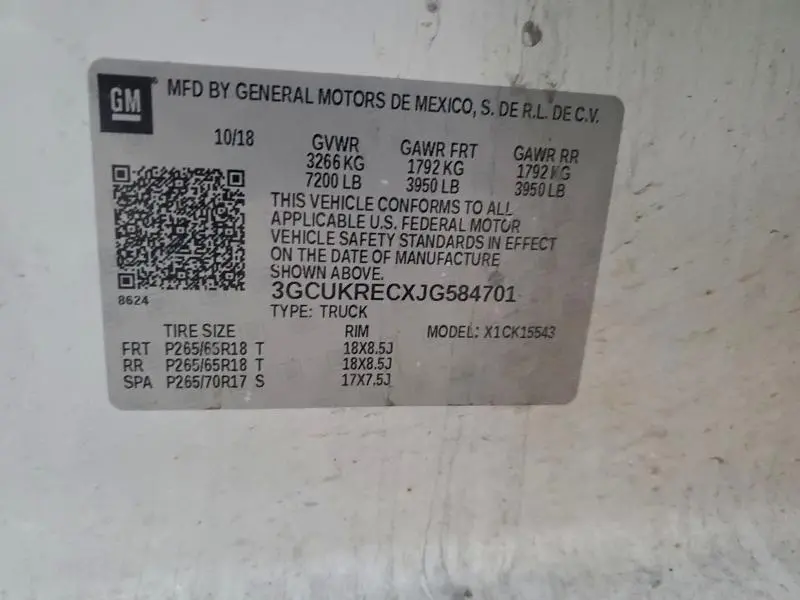 GM® MFD BY GENERAL MOTORS DE MEXICO, S. DE R.L. DE C.V.
10/18 GVWR GAWR FRT GAWR RR
3266 KG 1792 KG 1792 KG
7200 LB 3950 LB 3950 LB
THIS VEHICLE CONFORMS TO ALL
APPLICABLE U.S. FEDERAL MOTOR
VEHICLE SAFETY STANDARDS IN EFFECT
ON THE DATE OF MANUFACTURE
SHOWN ABOVE.
8624 3GCUKRECXJG584701
TYPE: TRUCK
TIRE SIZE RIM MODEL: X1CK15543
FRT P265/65R18 T 18X8.5J
RR P265/65R18 T 18X8.5J
SPA P265/70R17 S 17X7.5J